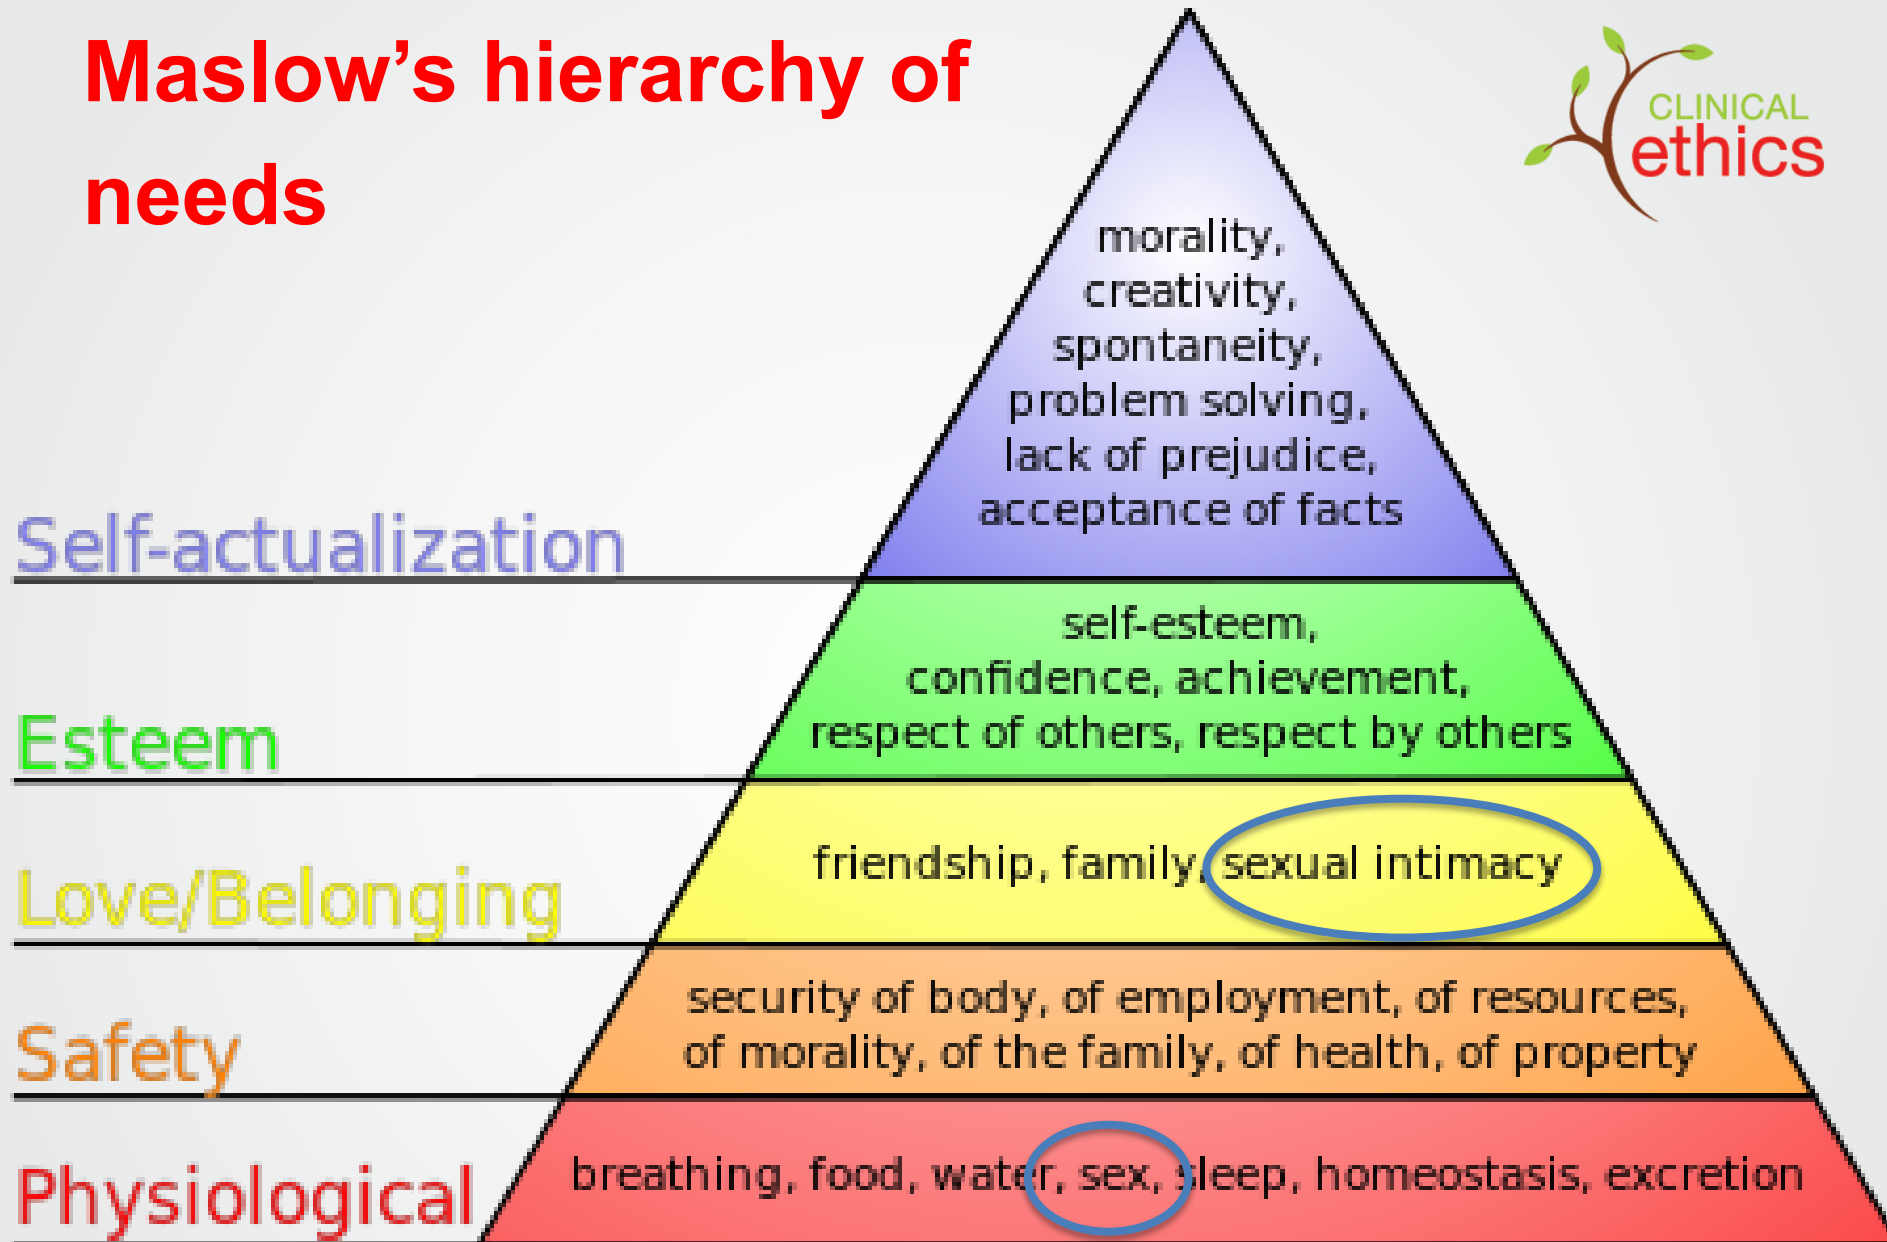 Maslow’s hierarchy of
needs
CLINICAL
ethics
morality,
creativity,
spontaneity,
problem solving,
lack of prejudice,
acceptance of facts
Self-actualization
self-esteem,
confidence, achievement,
respect of others, respect by others
Esteem
friendship, family, sexual intimacy
Love/Belonging
security of body, of employment, of resources,
of morality, of the family, of health, of property
Safety
breathing, food, water, sex, sleep, homeostasis, excretion
Physiological